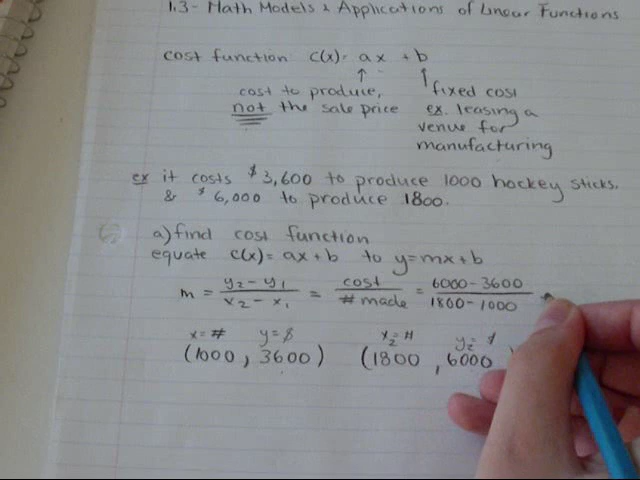 1.3 - Math Models & Applications of Linear Functions
cost function: c(x) = ax + b
cost to produce, fixed cost
not the sale price ex. leasing a
venue for
manufacturing
ex it costs $3,600 to produce 1000 hockey sticks,
& $6,000 to produce 1800.
a) find cost function
equate c(x) = ax + b to y = mx + b
m = y₂ - y₁ / x₂ - x₁ = cost / # made = 6000 - 3600 / 1800 - 1000
x = # y = $ x₂ = # y₂ = $
(1000, 3600) (1800, 6000)